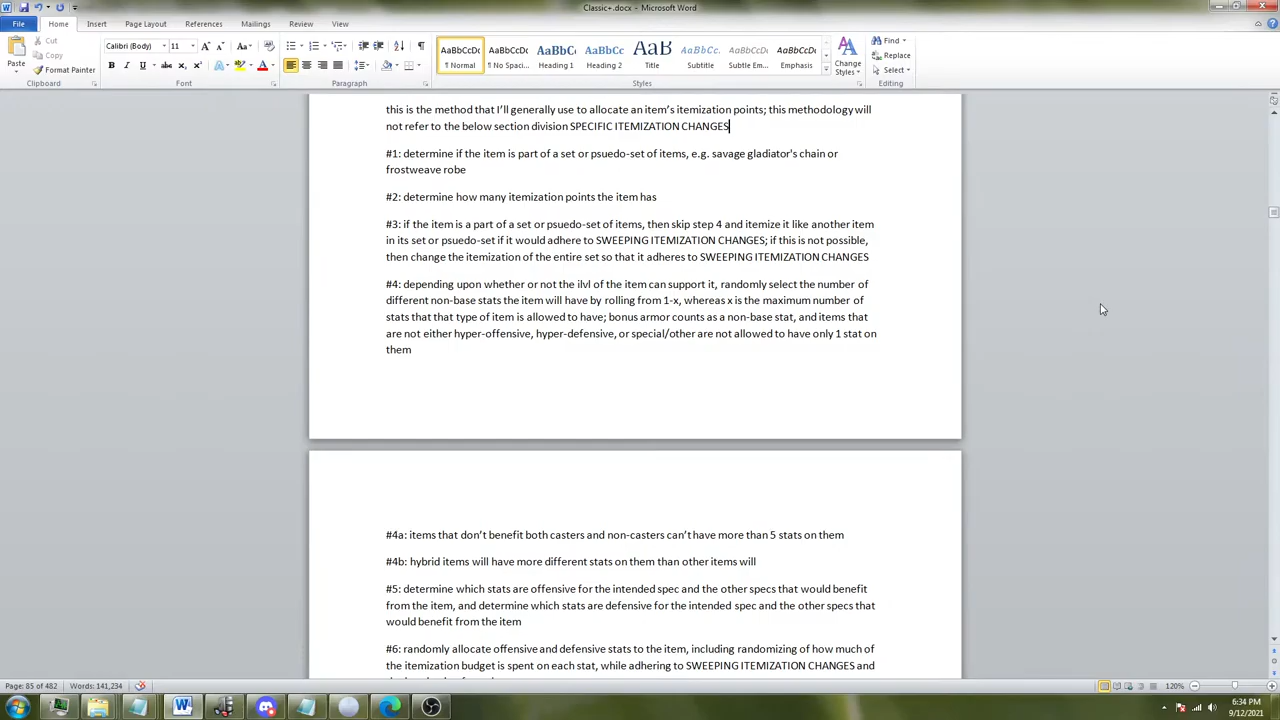 Classic+.docx - Microsoft Word
File Home Insert Page Layout References Mailings Review View
Cut
Copy
Format Painter
Paste
Clipboard
Calibri (Body) 11
Font
Paragraph
AaBbCcDc AaBbCcDc AaBbC AaBbCc AaB AaBbCcL AaBbCcDc AaBbCcDc
¶ Normal ¶ No Spaci... Heading 1 Heading 2 Title Subtitle Subtle Em... Emphasis
Styles
Change
Styles
Find
Replace
Select
Editing
this is the method that I'll generally use to allocate an item's itemization points; this methodology will
not refer to the below section division SPECIFIC ITEMIZATION CHANGES
#1: determine if the item is part of a set or psuedo-set of items, e.g. savage gladiator's chain or
frostweave robe
#2: determine how many itemization points the item has
#3: if the item is a part of a set or psuedo-set of items, then skip step 4 and itemize it like another item
in its set or psuedo-set if it would adhere to SWEEPING ITEMIZATION CHANGES; if this is not possible,
then change the itemization of the entire set so that it adheres to SWEEPING ITEMIZATION CHANGES
#4: depending upon whether or not the ilvl of the item can support it, randomly select the number of
different non-base stats the item will have by rolling from 1-x, whereas x is the maximum number of
stats that that type of item is allowed to have; bonus armor counts as a non-base stat, and items that
are not either hyper-offensive, hyper-defensive, or special/other are not allowed to have only 1 stat on
them
#4a: items that don't benefit both casters and non-casters can't have more than 5 stats on them
#4b: hybrid items will have more different stats on them than other items will
#5: determine which stats are offensive for the intended spec and the other specs that would benefit
from the item, and determine which stats are defensive for the intended spec and the other specs that
would benefit from the item
#6: randomly allocate offensive and defensive stats to the item, including randomizing of how much of
the itemization budget is spent on each stat, while adhering to SWEEPING ITEMIZATION CHANGES and
Page: 85 of 482 Words: 141,234
120%
6:34 PM
9/12/2021